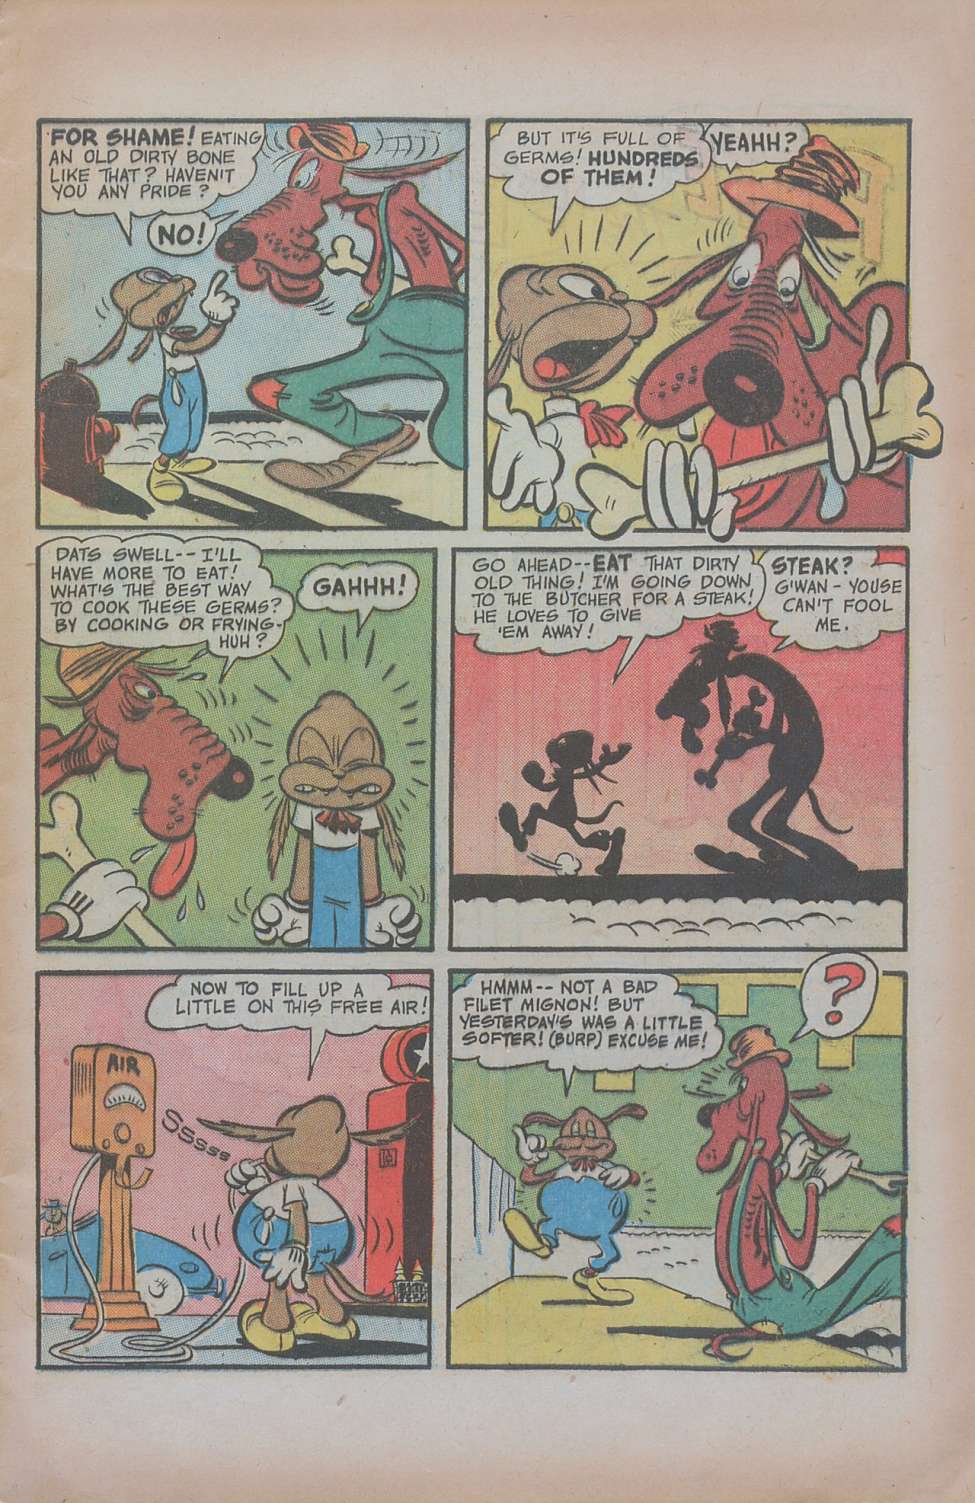 FOR SHAME! EATING
AN OLD DIRTY BONE
LIKE THAT? HAVEN'T
YOU ANY PRIDE?
NO!
BUT IT'S FULL OF
GERMS! HUNDREDS
OF THEM!
YEAHH?
DATS SWELL-- I'LL
HAVE MORE TO EAT!
WHAT'S THE BEST WAY
TO COOK THESE GERMS?
BY COOKING OR FRYING-
HUH?
GAHHH!
GO AHEAD--EAT THAT DIRTY
OLD THING! I'M GOING DOWN
TO THE BUTCHER FOR A STEAK!
HE LOVES TO GIVE
'EM AWAY!
STEAK?
G'WAN - YOUSE
CAN'T FOOL
ME.
NOW TO FILL UP A
LITTLE ON THIS FREE AIR!
AIR
SSssss
HMMM-- NOT A BAD
FILET MIGNON! BUT
YESTERDAY'S WAS A LITTLE
SOFTER! (BURP) EXCUSE ME!
?